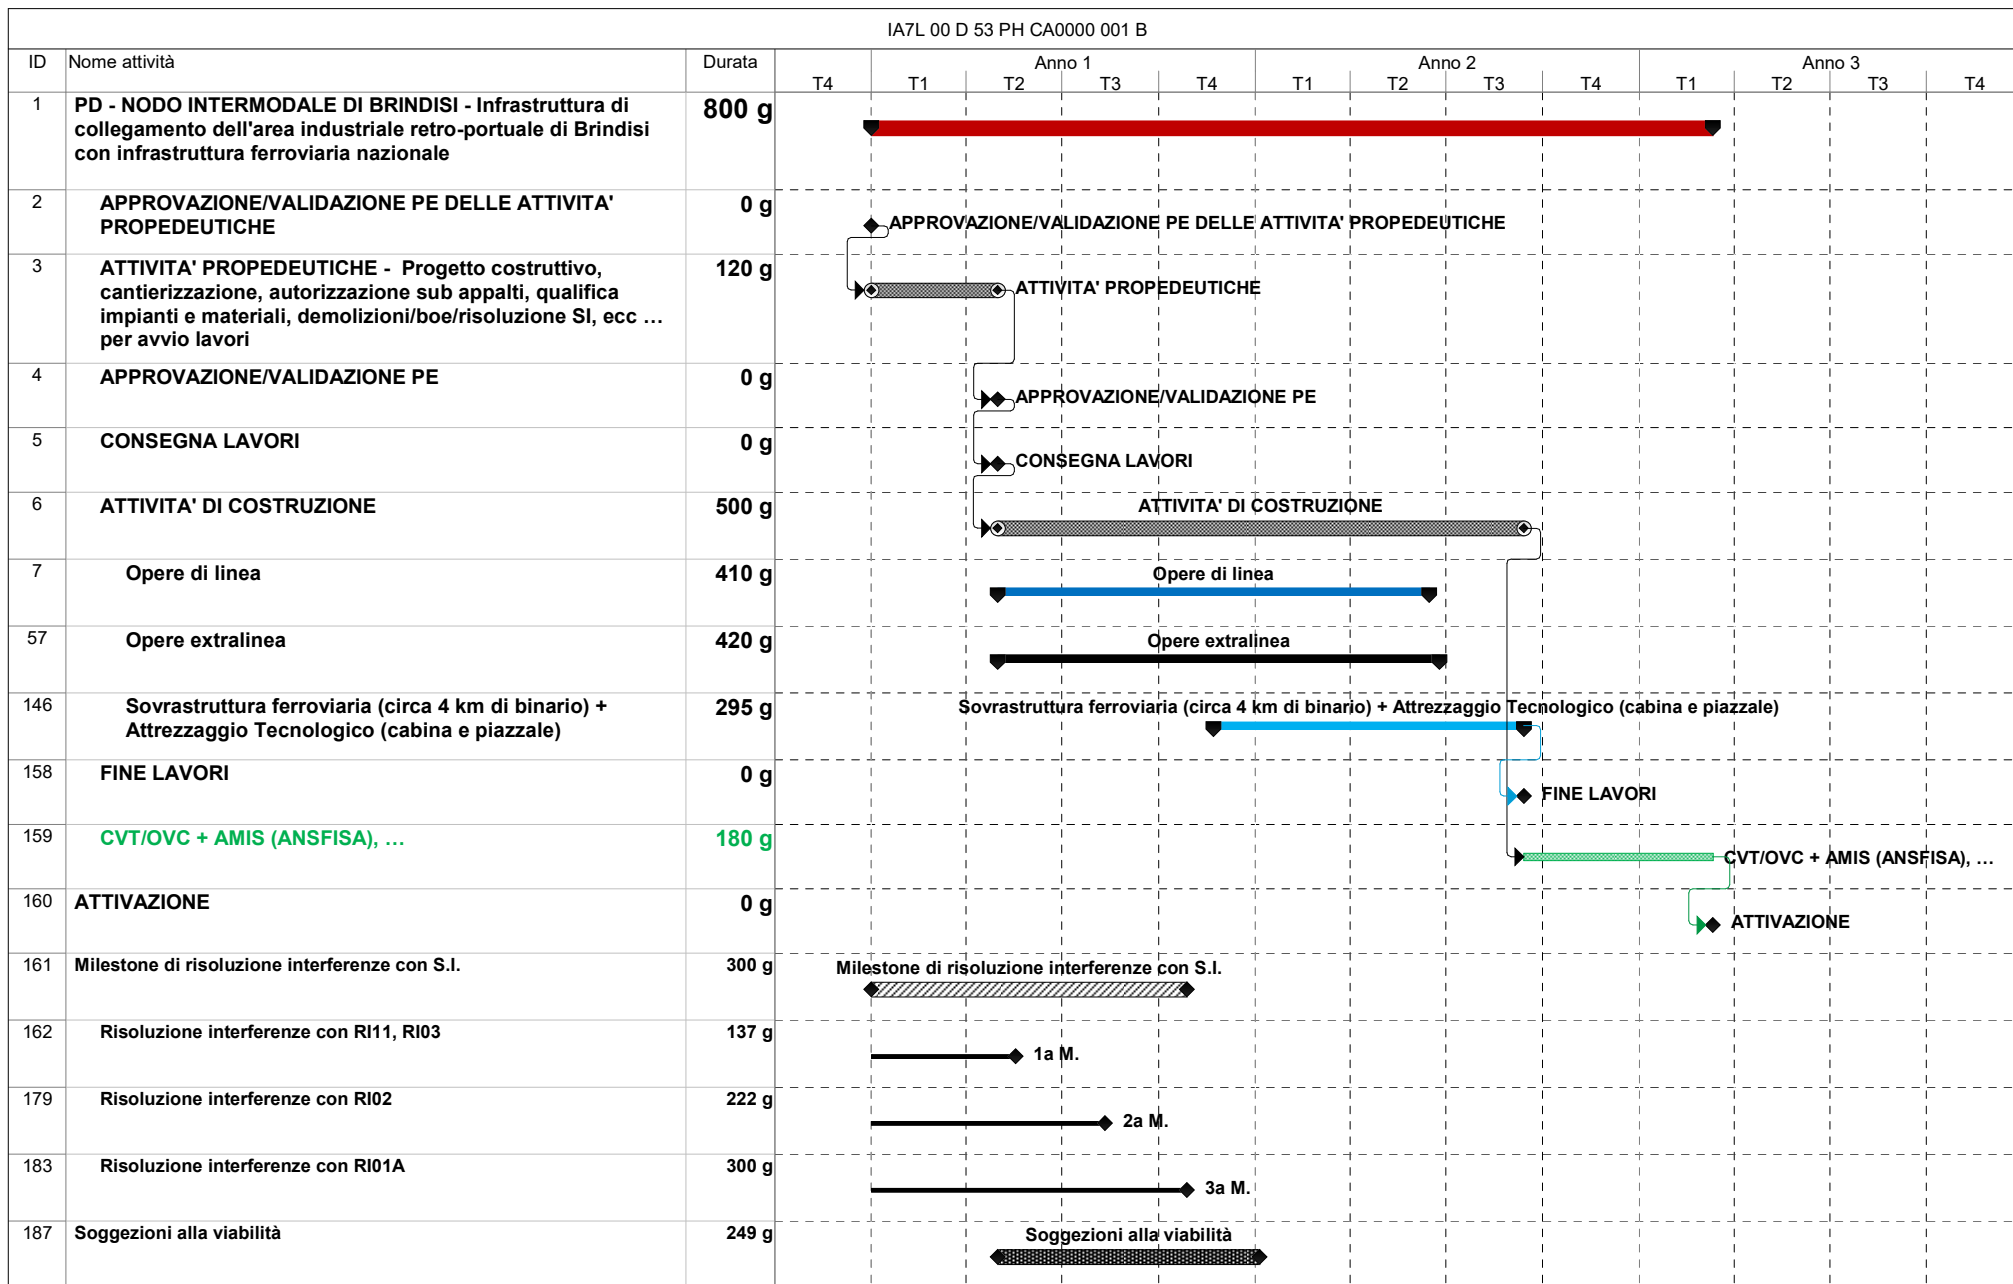 IA7L 00 D 53 PH CA0000 001 B
ID Nome attività Durata Anno 1 Anno 2 Anno 3
T4 T1 T2 T3 T4 T1 T2 T3 T4 T1 T2 T3 T4
1 PD - NODO INTERMODALE DI BRINDISI - Infrastruttura di 800 g
collegamento dell'area industriale retro-portuale di Brindisi
con infrastruttura ferroviaria nazionale
2 APPROVAZIONE/VALIDAZIONE PE DELLE ATTIVITA' 0 g
PROPEDEUTICHE
APPROVAZIONE/VALIDAZIONE PE DELLE ATTIVITA' PROPEDEUTICHE
3 ATTIVITA' PROPEDEUTICHE - Progetto costruttivo, 120 g
cantierizzazione, autorizzazione sub appalti, qualifica
impianti e materiali, demolizioni/boe/risoluzione SI, ecc …
per avvio lavori
ATTIVITA' PROPEDEUTICHE
4 APPROVAZIONE/VALIDAZIONE PE 0 g
APPROVAZIONE/VALIDAZIONE PE
5 CONSEGNA LAVORI 0 g
CONSEGNA LAVORI
6 ATTIVITA' DI COSTRUZIONE 500 g
ATTIVITA' DI COSTRUZIONE
7 Opere di linea 410 g
Opere di linea
57 Opere extralinea 420 g
Opere extralinea
146 Sovrastruttura ferroviaria (circa 4 km di binario) + 295 g
Attrezzaggio Tecnologico (cabina e piazzale)
Sovrastruttura ferroviaria (circa 4 km di binario) + Attrezzaggio Tecnologico (cabina e piazzale)
158 FINE LAVORI 0 g
FINE LAVORI
159 CVT/OVC + AMIS (ANSFISA), … 180 g
CVT/OVC + AMIS (ANSFISA), …
160 ATTIVAZIONE 0 g
ATTIVAZIONE
161 Milestone di risoluzione interferenze con S.I. 300 g
Milestone di risoluzione interferenze con S.I.
162 Risoluzione interferenze con RI11, RI03 137 g
1a M.
179 Risoluzione interferenze con RI02 222 g
2a M.
183 Risoluzione interferenze con RI01A 300 g
3a M.
187 Soggezioni alla viabilità 249 g
Soggezioni alla viabilità